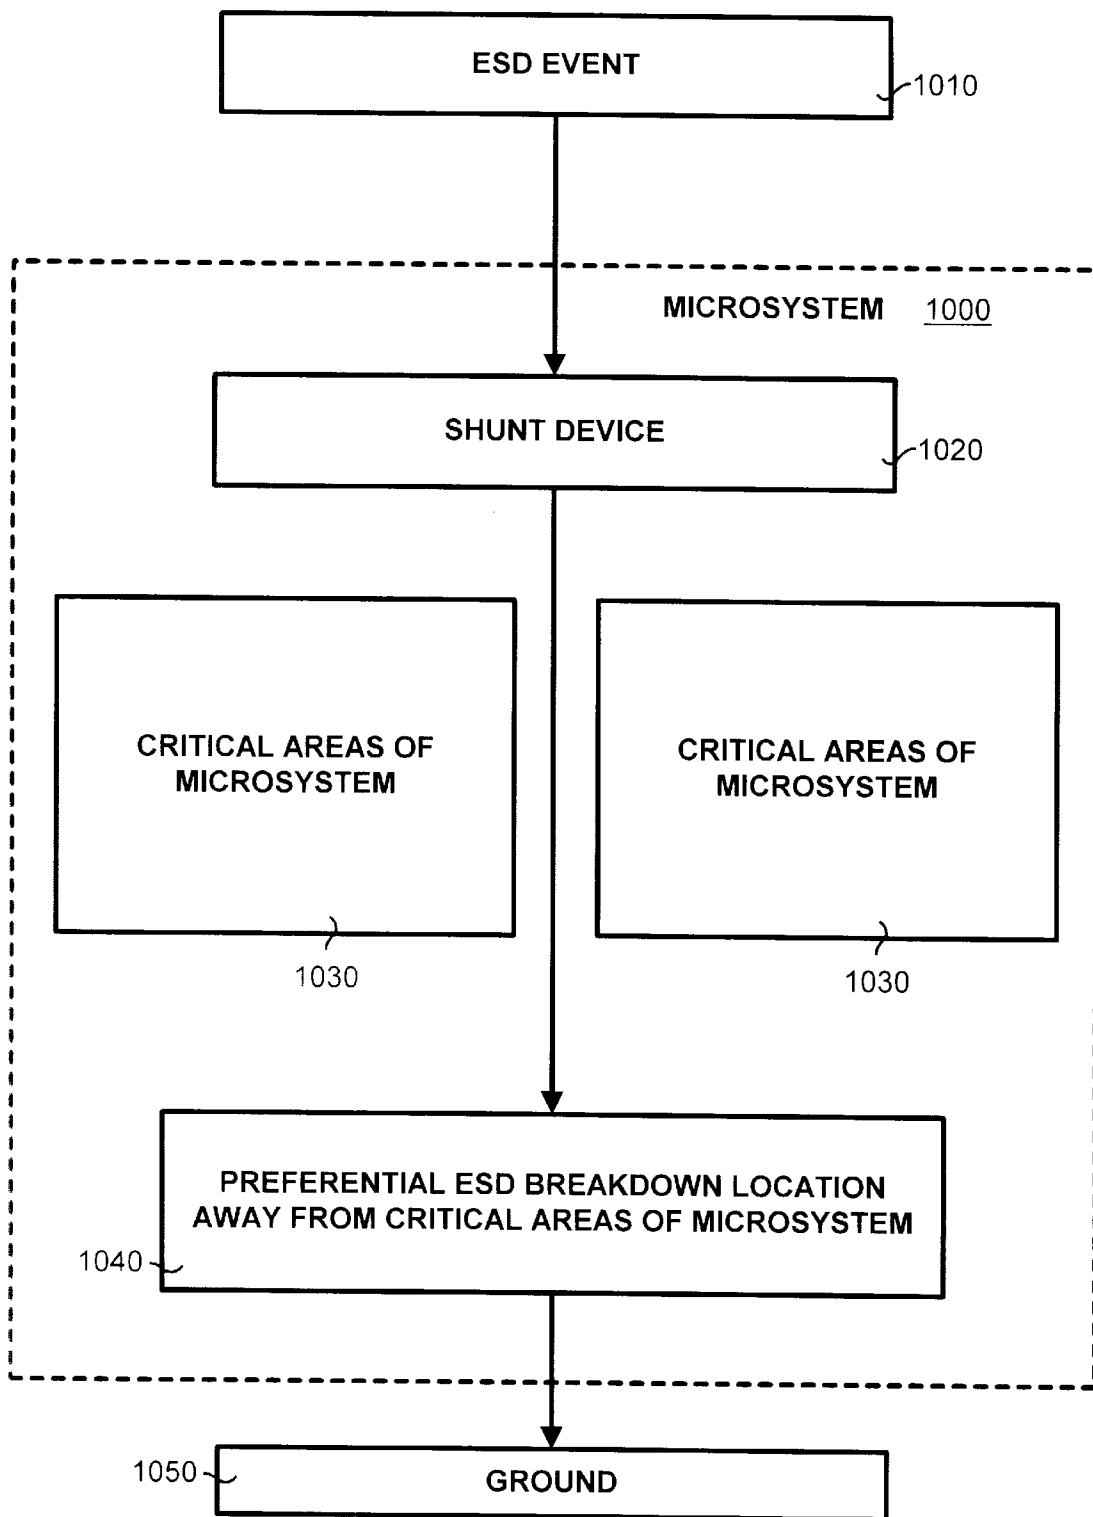 ESD EVENT
1010
MICROSYSTEM 1000
SHUNT DEVICE
1020
CRITICAL AREAS OF
MICROSYSTEM
1030
CRITICAL AREAS OF
MICROSYSTEM
1030
PREFERENTIAL ESD BREAKDOWN LOCATION
AWAY FROM CRITICAL AREAS OF MICROSYSTEM
1040
GROUND
1050